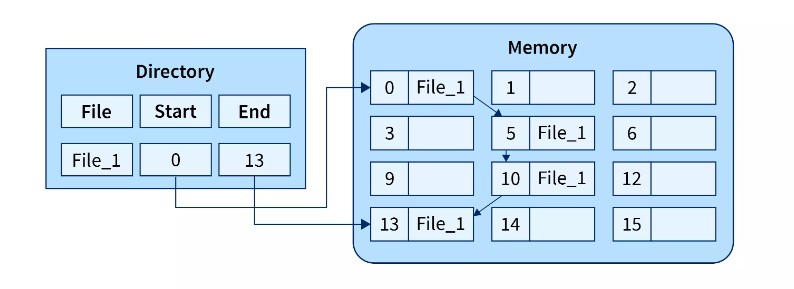 Directory
File Start End
File_1 0 13
Memory
0 File_1 1 2
3 5 File_1 6
9 10 File_1 12
13 File_1 14 15